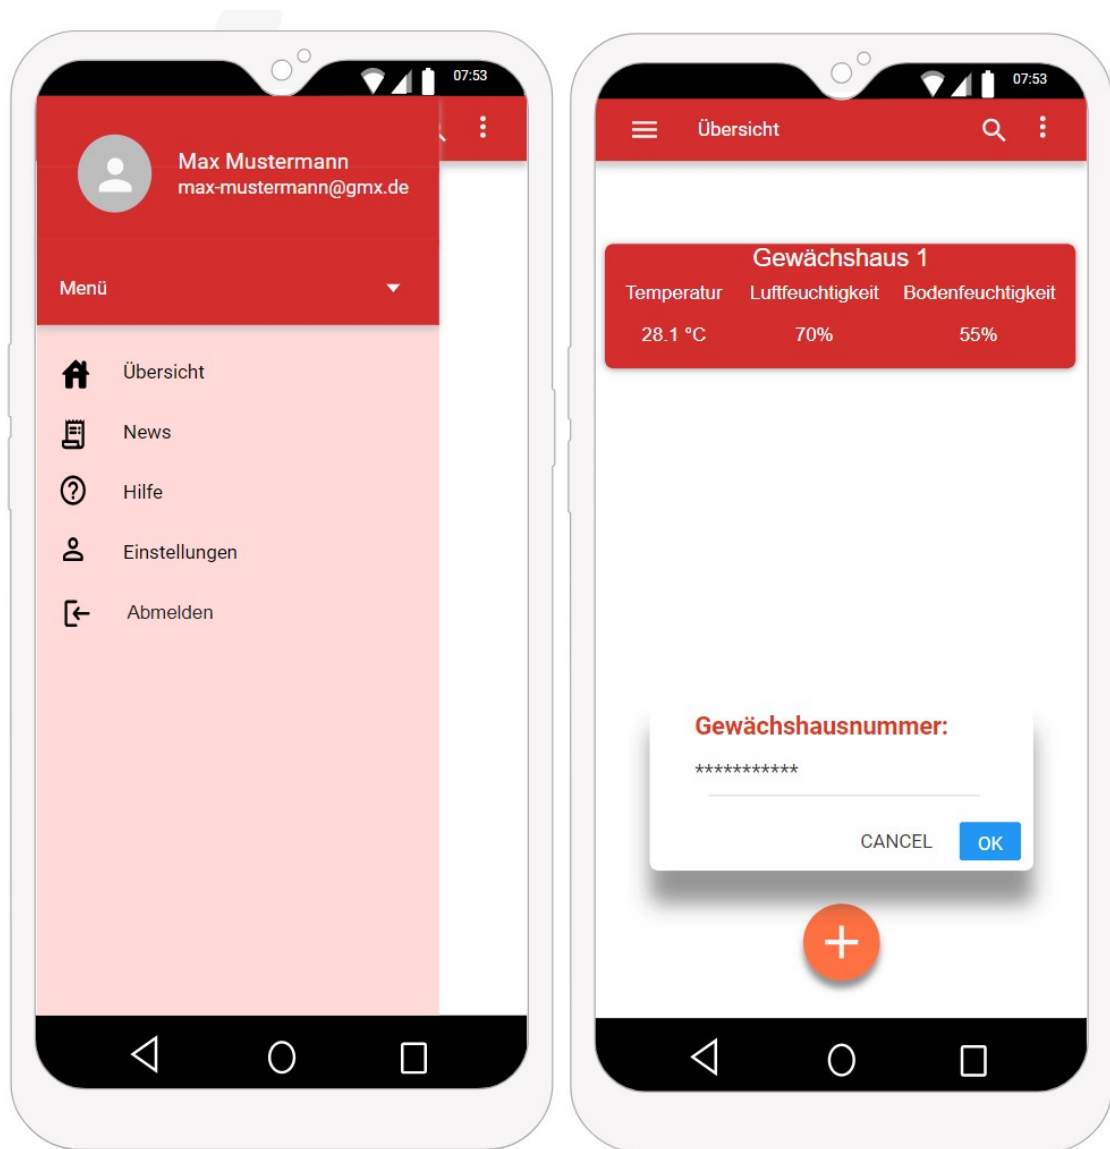 07:53
Max Mustermann
max-mustermann@gmx.de
Menü
Übersicht
News
Hilfe
Einstellungen
Abmelden
07:53
Übersicht
Gewächshaus 1
Temperatur Luftfeuchtigkeit Bodenfeuchtigkeit
28.1 °C 70% 55%
Gewächshausnummer:
***********
CANCEL OK